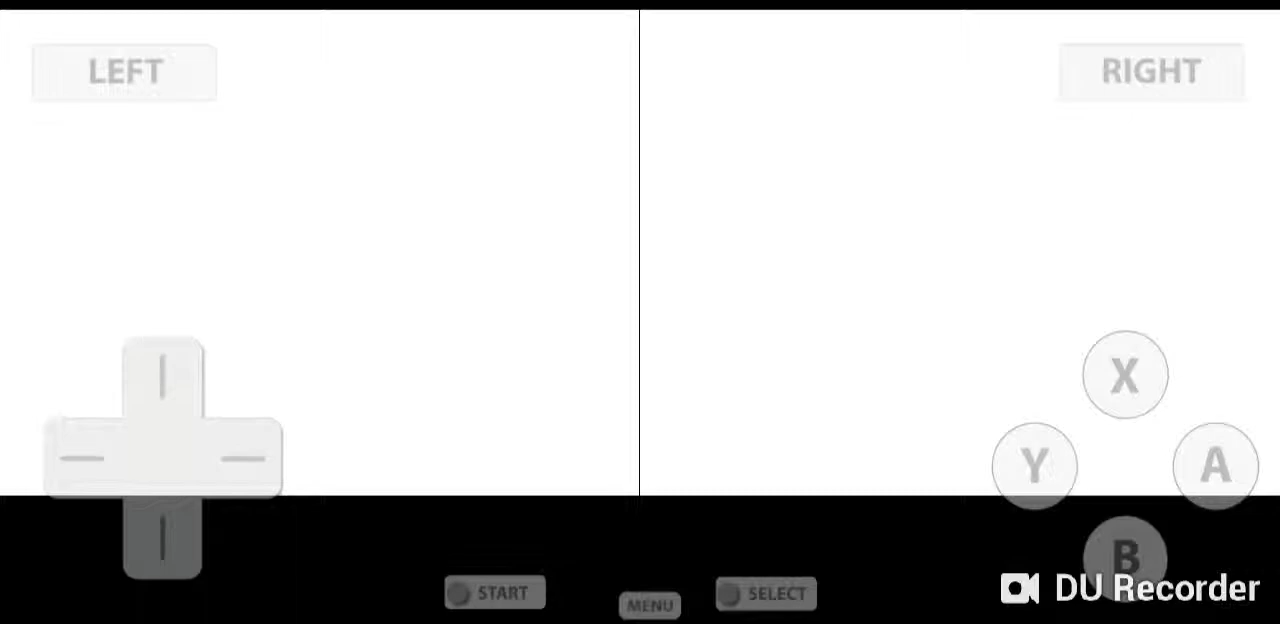 LEFT
RIGHT
X
Y
A
B
START
MENU
SELECT
DU Recorder